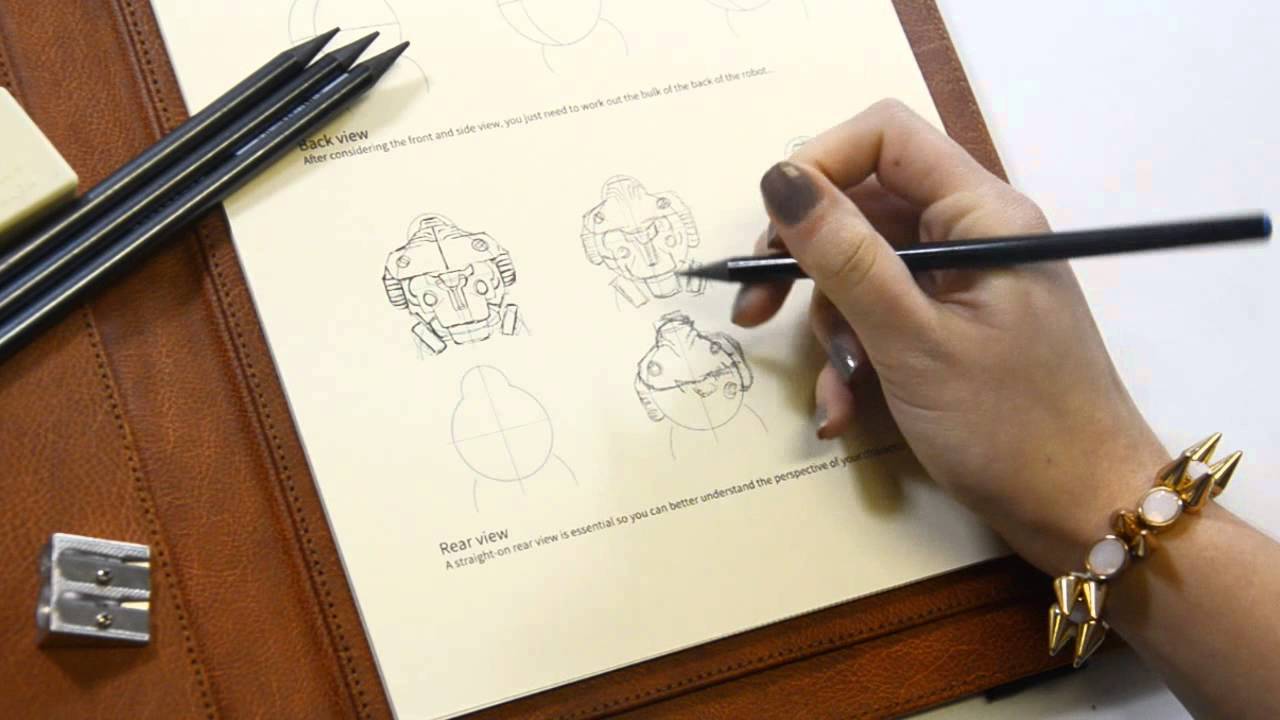 Back view
After considering the front and side view, you just need to work out the bulk of the back of the robot...
Rear view
A straight-on rear view is essential so you can better understand the perspective of your